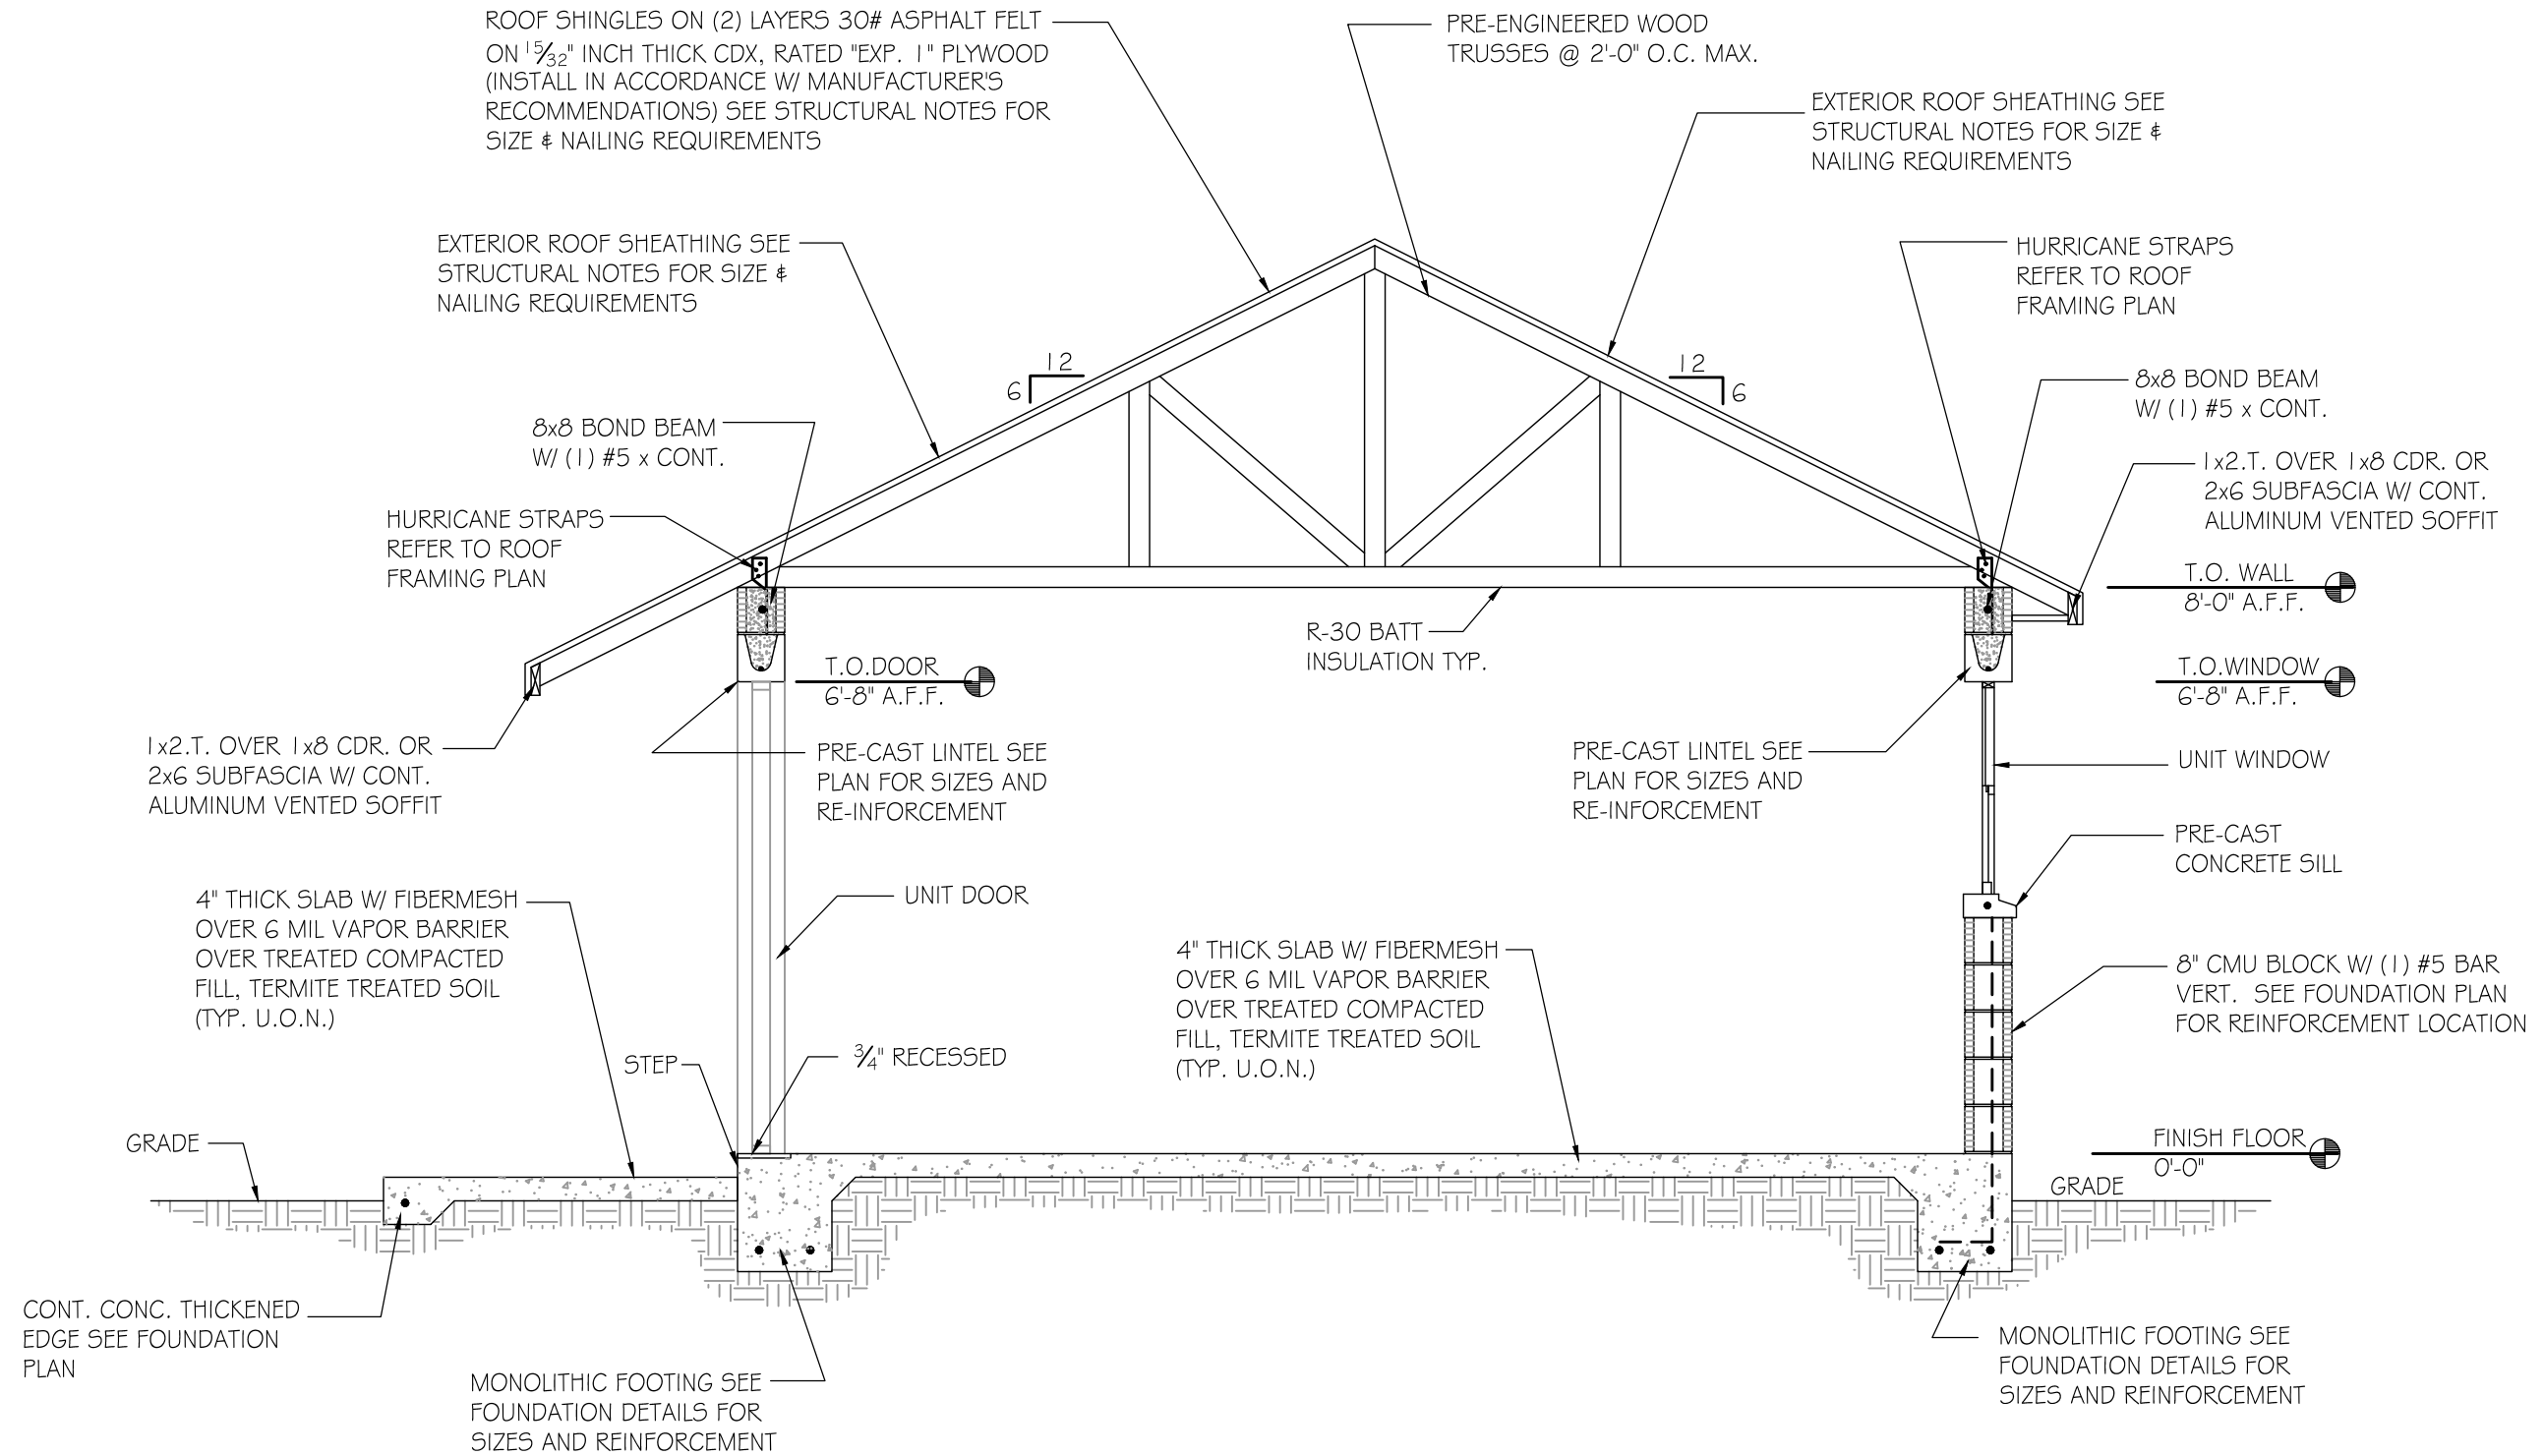 ROOF SHINGLES ON (2) LAYERS 30# ASPHALT FELT
ON 15/32" INCH THICK CDX, RATED "EXP. 1" PLYWOOD
(INSTALL IN ACCORDANCE W/ MANUFACTURER'S
RECOMMENDATIONS) SEE STRUCTURAL NOTES FOR
SIZE & NAILING REQUIREMENTS
PRE-ENGINEERED WOOD
TRUSSES @ 2'-0" O.C. MAX.
EXTERIOR ROOF SHEATHING SEE
STRUCTURAL NOTES FOR SIZE &
NAILING REQUIREMENTS
EXTERIOR ROOF SHEATHING SEE
STRUCTURAL NOTES FOR SIZE &
NAILING REQUIREMENTS
HURRICANE STRAPS
REFER TO ROOF
FRAMING PLAN
12
6
12
6
8x8 BOND BEAM
W/ (1) #5 x CONT.
8x8 BOND BEAM
W/ (1) #5 x CONT.
HURRICANE STRAPS
REFER TO ROOF
FRAMING PLAN
1x2.T. OVER 1x8 CDR. OR
2x6 SUBFASCIA W/ CONT.
ALUMINUM VENTED SOFFIT
T.O. WALL
8'-0" A.F.F.
R-30 BATT
INSULATION TYP.
T.O.DOOR
6'-8" A.F.F.
T.O.WINDOW
6'-8" A.F.F.
1x2.T. OVER 1x8 CDR. OR
2x6 SUBFASCIA W/ CONT.
ALUMINUM VENTED SOFFIT
PRE-CAST LINTEL SEE
PLAN FOR SIZES AND
RE-INFORCEMENT
PRE-CAST LINTEL SEE
PLAN FOR SIZES AND
RE-INFORCEMENT
UNIT WINDOW
PRE-CAST
CONCRETE SILL
4" THICK SLAB W/ FIBERMESH
OVER 6 MIL VAPOR BARRIER
OVER TREATED COMPACTED
FILL, TERMITE TREATED SOIL
(TYP. U.O.N.)
UNIT DOOR
4" THICK SLAB W/ FIBERMESH
OVER 6 MIL VAPOR BARRIER
OVER TREATED COMPACTED
FILL, TERMITE TREATED SOIL
(TYP. U.O.N.)
8" CMU BLOCK W/ (1) #5 BAR
VERT.  SEE FOUNDATION PLAN
FOR REINFORCEMENT LOCATION
STEP
3/4" RECESSED
GRADE
FINISH FLOOR
0'-0"
GRADE
CONT. CONC. THICKENED
EDGE SEE FOUNDATION
PLAN
MONOLITHIC FOOTING SEE
FOUNDATION DETAILS FOR
SIZES AND REINFORCEMENT
MONOLITHIC FOOTING SEE
FOUNDATION DETAILS FOR
SIZES AND REINFORCEMENT